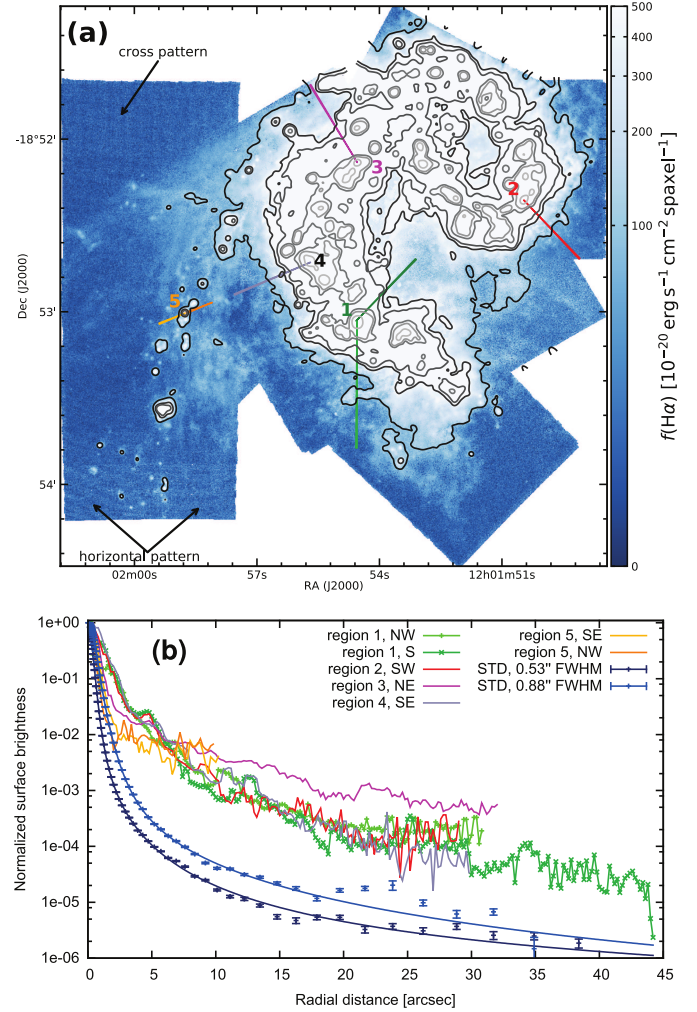 (a)
cross pattern
3
2
4
5
1
horizontal pattern
-18°52'
53'
54'
Dec (J2000)
02m00s
57s
54s
12h01m51s
RA (J2000)
500
400
300
200
100
0
f(Hα) [10⁻²⁰ erg s⁻¹ cm⁻² spaxel⁻¹]
(b)
region 1, NW
region 1, S
region 2, SW
region 3, NE
region 4, SE
region 5, SE
region 5, NW
STD, 0.53" FWHM
STD, 0.88" FWHM
1e+00
1e-01
1e-02
1e-03
1e-04
1e-05
1e-06
Normalized surface brightness
0
5
10
15
20
25
30
35
40
45
Radial distance [arcsec]